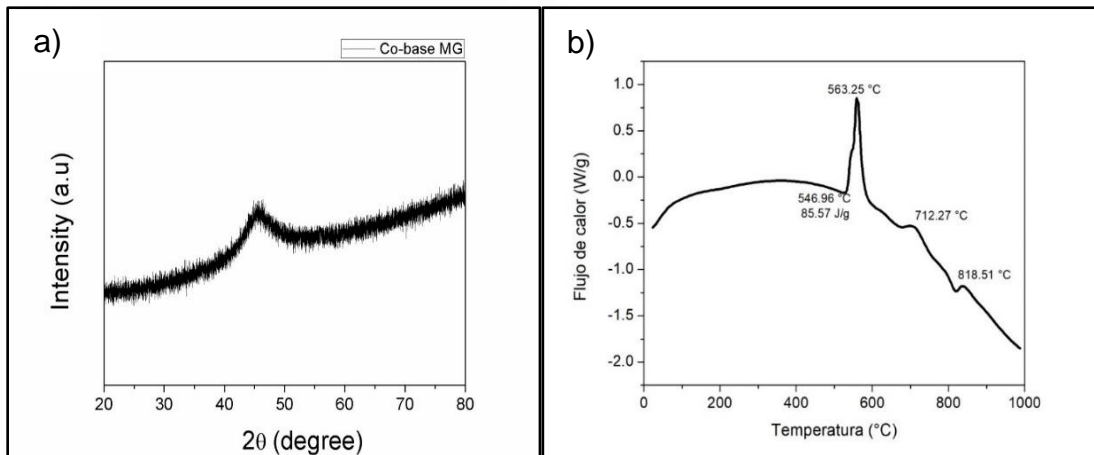 a)
Co-base MG
Intensity (a.u)
20 30 40 50 60 70 80
2θ (degree)
b)
563.25 °C
546.96 °C
85.57 J/g
712.27 °C
818.51 °C
Flujo de calor (W/g)
1.0
0.5
0.0
-0.5
-1.0
-1.5
-2.0
0 200 400 600 800 1000
Temperatura (°C)